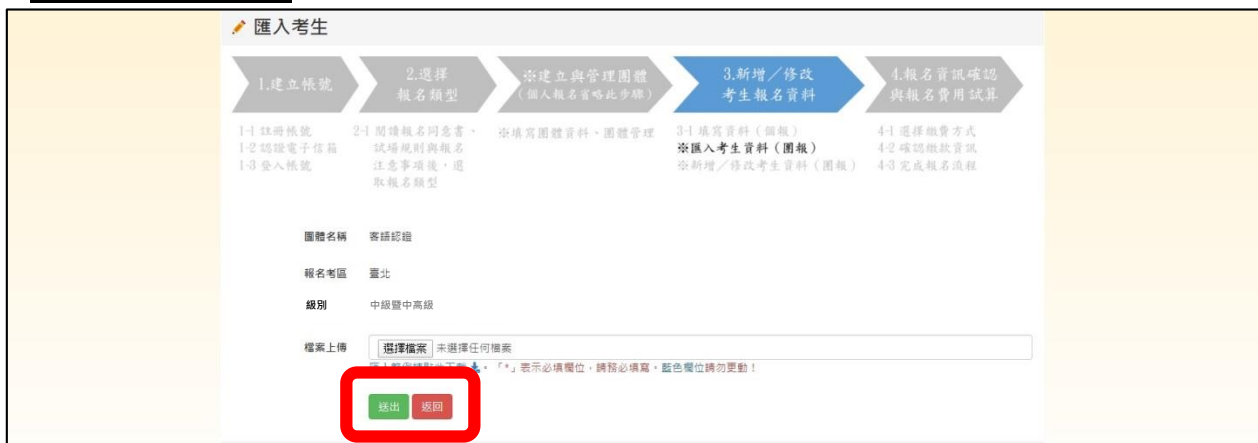 匯入考生
1.建立帳號
2.選擇
報名類型
※建立與管理團體
(個人報名省略此步驟)
3.新增／修改
考生報名資料
4.報名資訊確認
與報名費用試算
1-1 註冊帳號
1-2 認證電子信箱
1-3 登入帳號
2-1 閱讀報名同意書、
試場規則與報名
注意事項後，選
取報名類型
※填寫團體資料、團體管理
3-1 填寫資料（個報）
※匯入考生資料（團報）
※新增／修改考生資料（團報）
4-1 選擇繳費方式
4-2 確認繳款資訊
4-3 完成報名流程
團體名稱 客語認證
報名考區 臺北
級別 中級暨中高級
檔案上傳 選擇檔案 未選擇任何檔案
「*」表示必填欄位，請務必填寫。藍色欄位請勿更動！
送出 返回